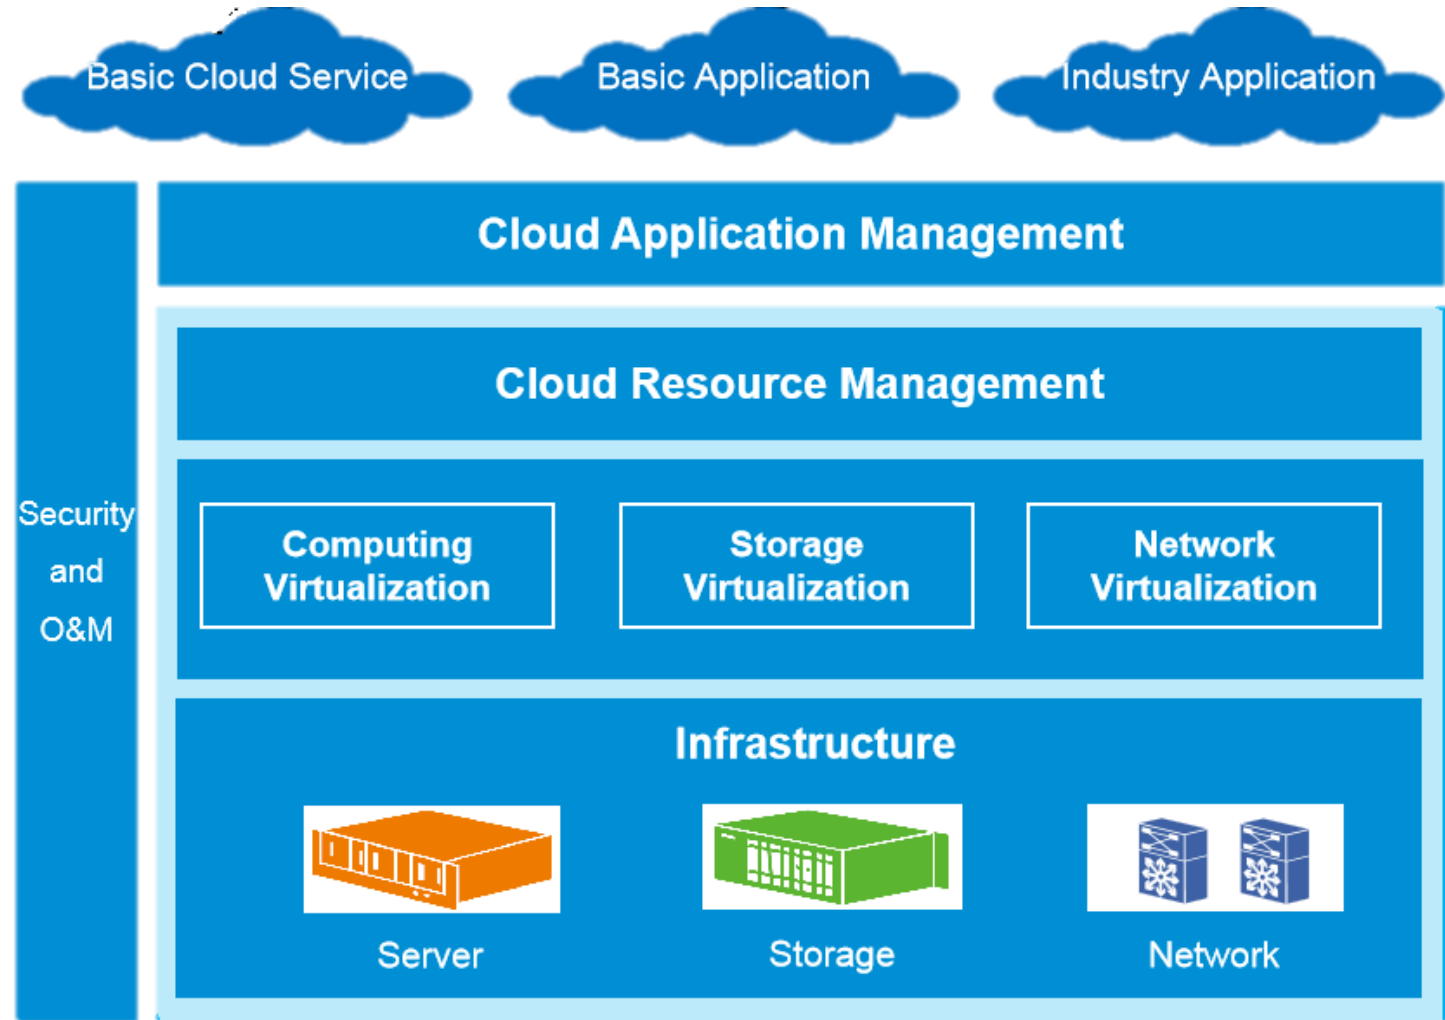 Basic Cloud Service
Basic Application
Industry Application
Cloud Application Management
Cloud Resource Management
Security
and
O&M
Computing
Virtualization
Storage
Virtualization
Network
Virtualization
Infrastructure
Server
Storage
Network